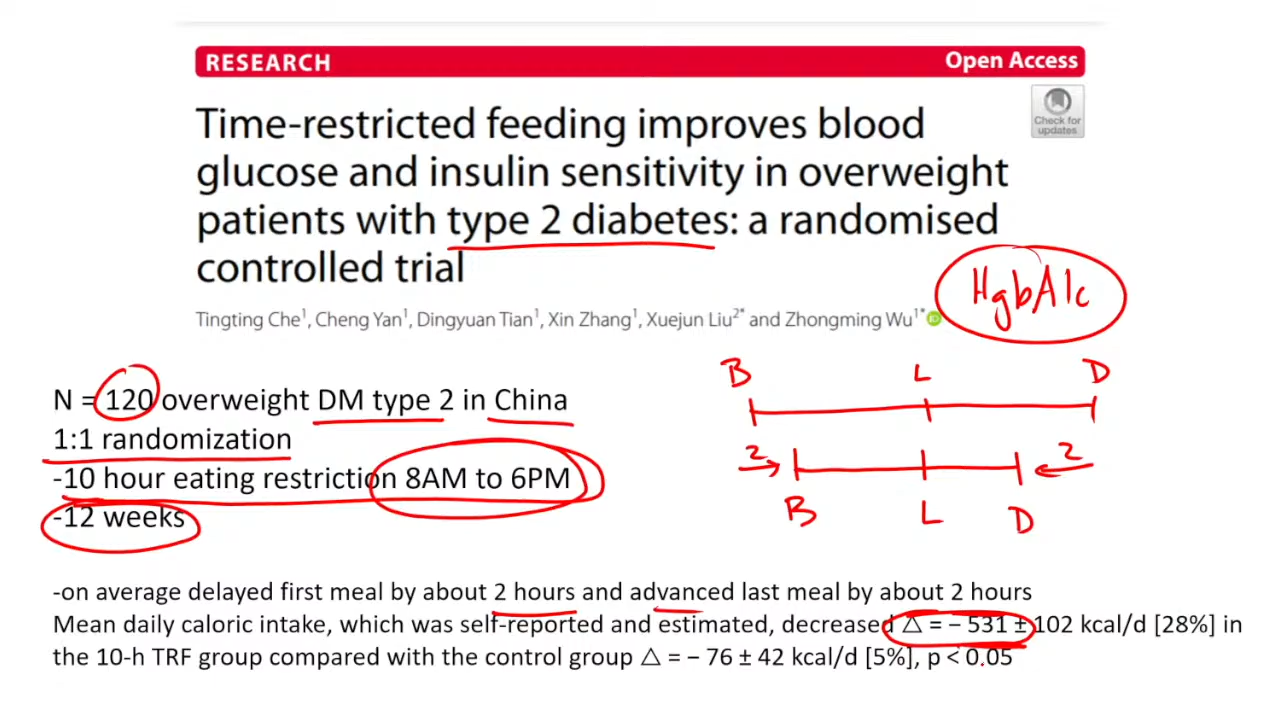 RESEARCH Open Access
Check for
updates
Time-restricted feeding improves blood
glucose and insulin sensitivity in overweight
patients with type 2 diabetes: a randomised
controlled trial
HgbA1c
Tingting Che1, Cheng Yan1, Dingyuan Tian1, Xin Zhang1, Xuejun Liu2* and Zhongming Wu1* iD
B L D
N = 120 overweight DM type 2 in China
1:1 randomization
2 2
-10 hour eating restriction 8AM to 6PM
B L D
-12 weeks
-on average delayed first meal by about 2 hours and advanced last meal by about 2 hours
Mean daily caloric intake, which was self-reported and estimated, decreased △ = − 531 ± 102 kcal/d [28%] in
the 10-h TRF group compared with the control group △ = − 76 ± 42 kcal/d [5%], p < 0.05